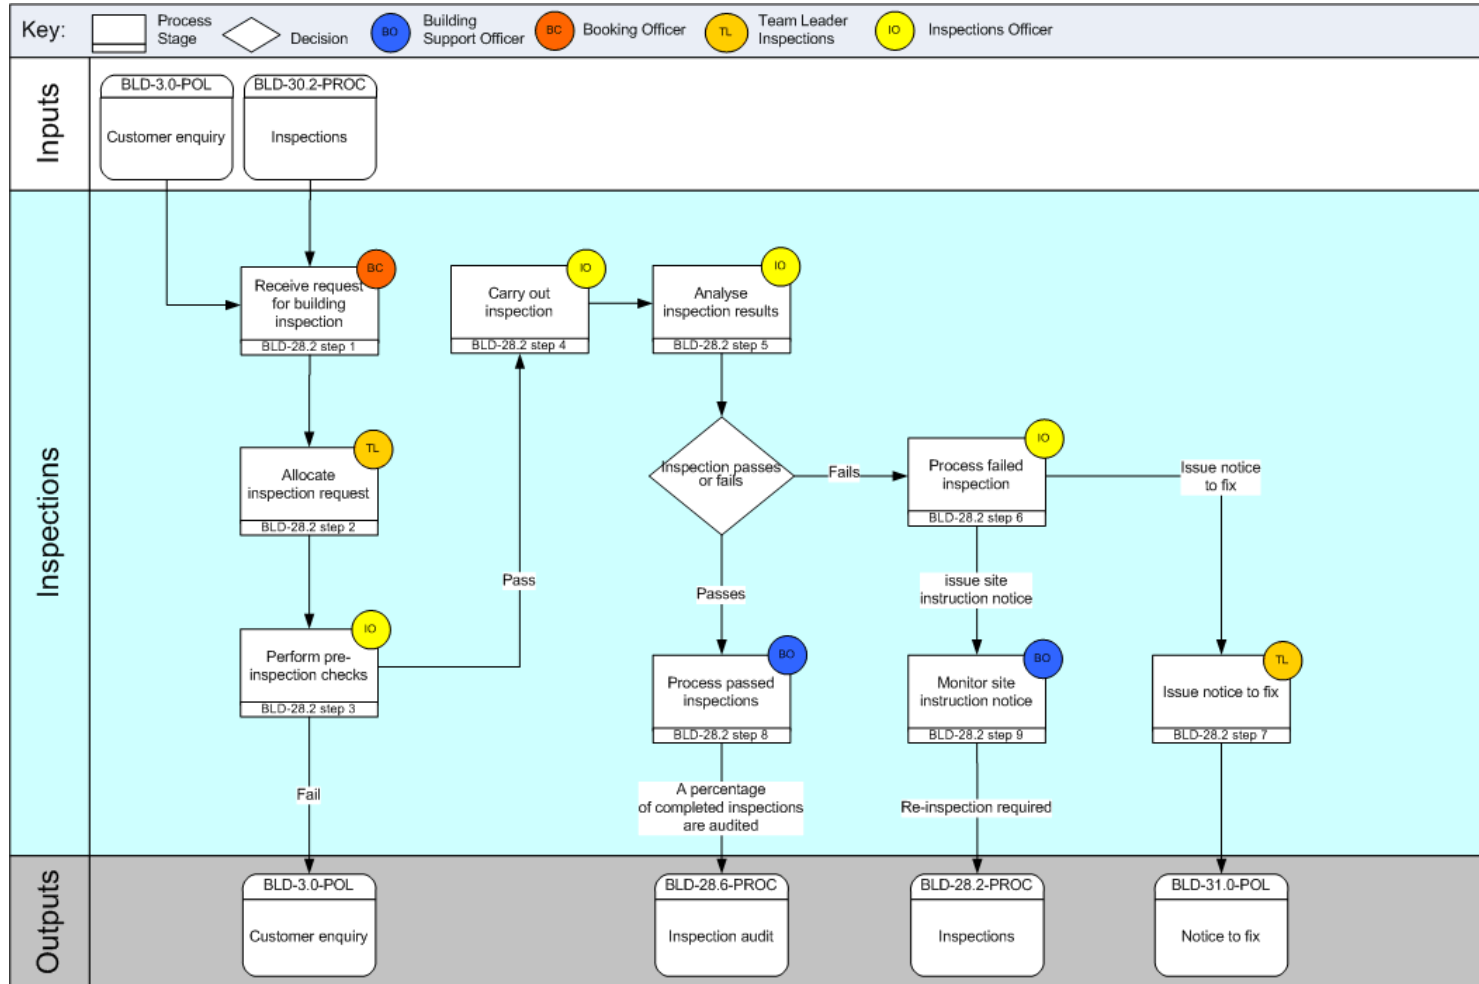 Key:
Process
Stage
Decision
BO
Building
Support Officer
BC
Booking Officer
TL
Team Leader
Inspections
IO
Inspections Officer
Inputs
BLD-3.0-POL
Customer enquiry
BLD-30.2-PROC
Inspections
Inspections
BC
Receive request
for building
inspection
BLD-28.2 step 1
TL
Allocate
inspection request
BLD-28.2 step 2
IO
Perform pre-
inspection checks
BLD-28.2 step 3
Fail
Pass
IO
Carry out
inspection
BLD-28.2 step 4
IO
Analyse
inspection results
BLD-28.2 step 5
Inspection passes
or fails
Fails
Passes
BO
Process passed
inspections
BLD-28.2 step 8
A percentage
of completed inspections
are audited
IO
Process failed
inspection
BLD-28.2 step 6
issue site
instruction notice
BO
Monitor site
instruction notice
BLD-28.2 step 9
Re-inspection required
Issue notice
to fix
TL
Issue notice to fix
BLD-28.2 step 7
Outputs
BLD-3.0-POL
Customer enquiry
BLD-28.6-PROC
Inspection audit
BLD-28.2-PROC
Inspections
BLD-31.0-POL
Notice to fix